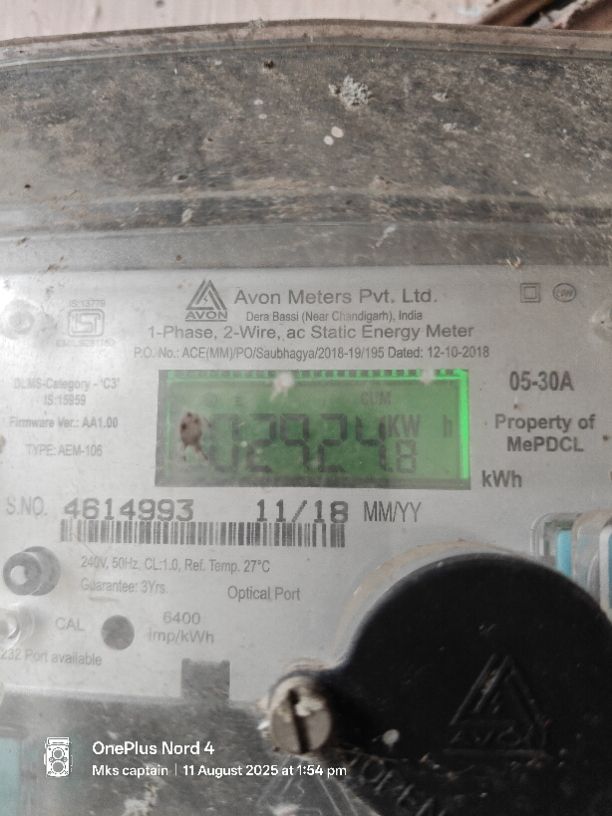 IS:13779
AVON
Avon Meters Pvt. Ltd.
Dera Bassi (Near Chandigarh), India
1-Phase, 2-Wire, ac Static Energy Meter
P.O. No.: ACE(MM)/PO/Saubhagya/2018-19/195 Dated: 12-10-2018
DLMS-Category - 'C3'
IS:15959
Firmware Ver.: AA1.00
TYPE: AEM-106
CUM
02924.8 KW h
kWh
05-30A
Property of
MePDCL
S.NO. 4614993 11/18 MM/YY
240V, 50Hz, CL:1.0, Ref. Temp. 27°C
Guarantee: 3Yrs.
Optical Port
CAL
6400
imp/kWh
232 Port available
AVON
OnePlus Nord 4
Mks captain | 11 August 2025 at 1:54 pm